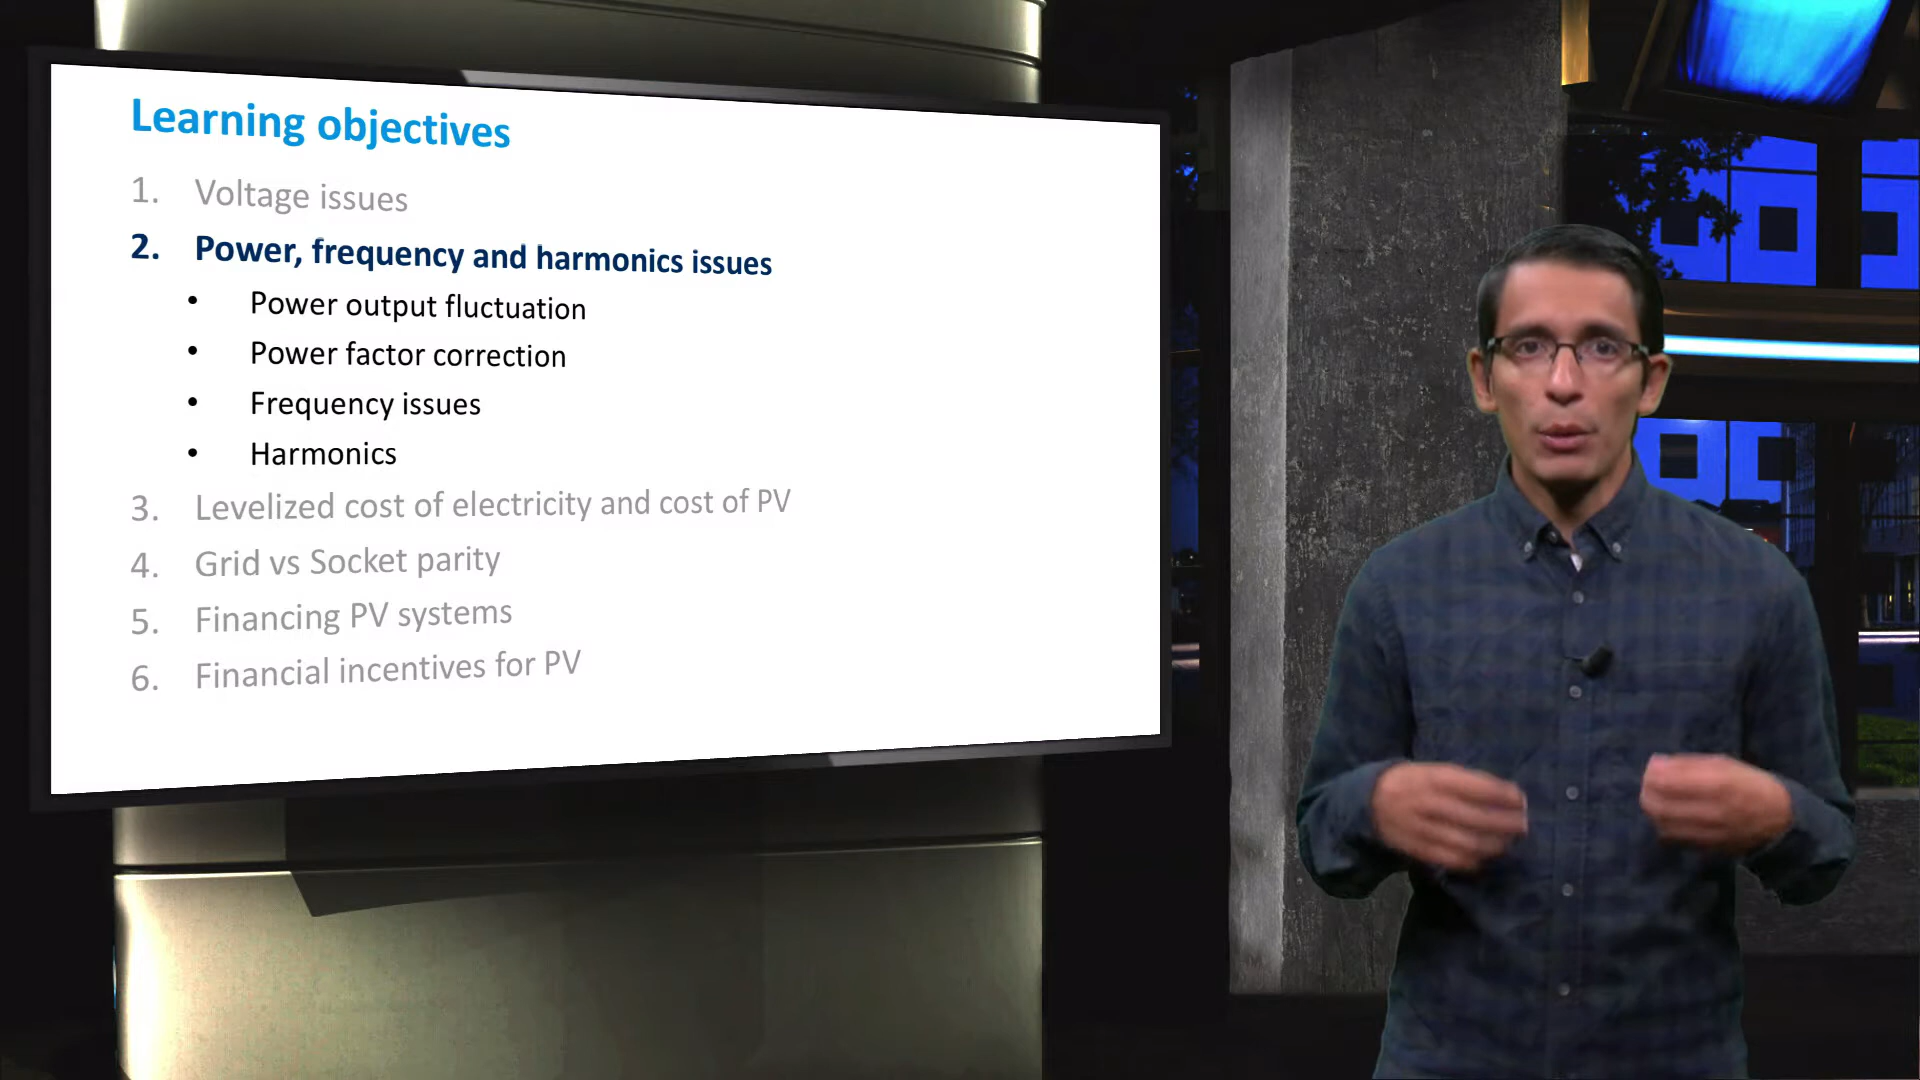 Learning objectives
1. Voltage issues
2. Power, frequency and harmonics issues
• Power output fluctuation
• Power factor correction
• Frequency issues
• Harmonics
3. Levelized cost of electricity and cost of PV
4. Grid vs Socket parity
5. Financing PV systems
6. Financial incentives for PV